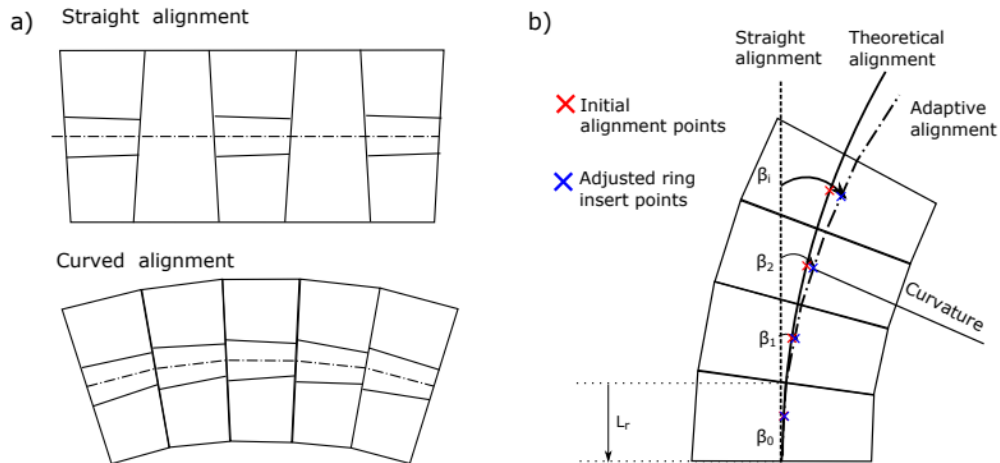 a)
Straight alignment
Curved alignment
b)
Straight
alignment
Theoretical
alignment
Adaptive
alignment
Initial
alignment points
Adjusted ring
insert points
βi
β2
β1
β0
Curvature
Lr